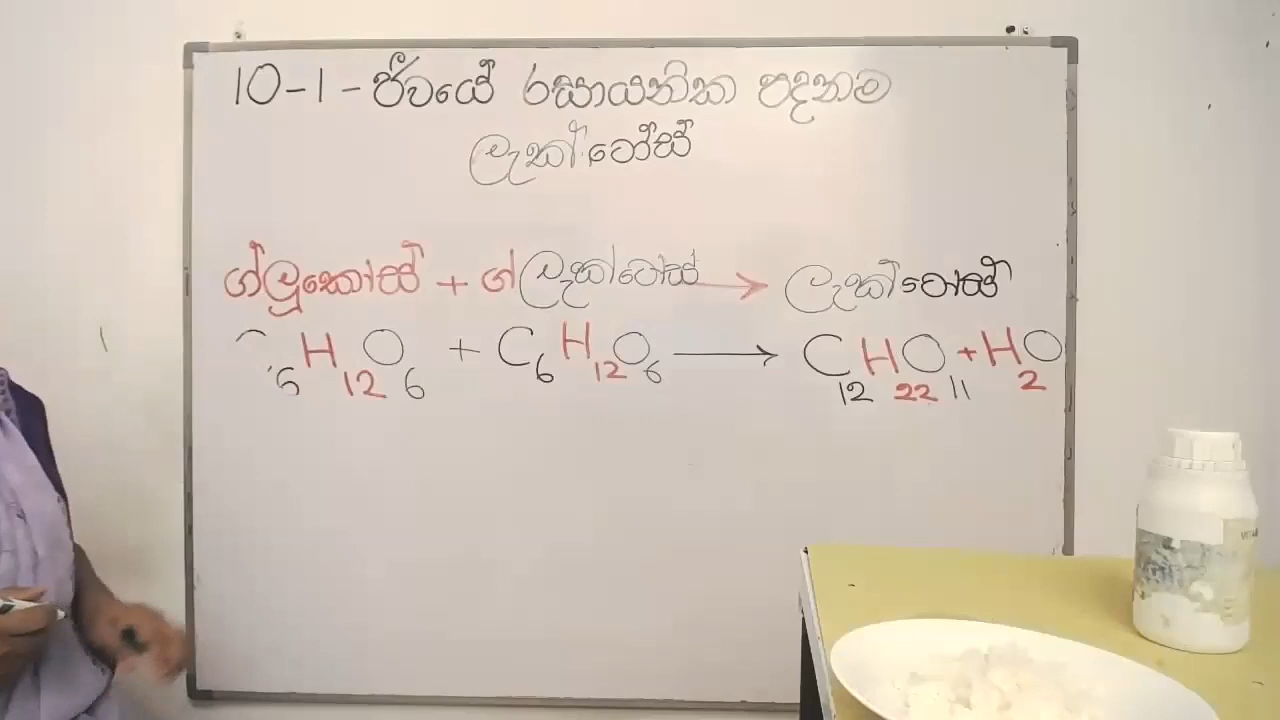 10-1 - ජීවයේ රසායනික පදනම
ලැක්ටෝස්
ග්ලූකෝස් + ග්ලැක්ටෝස් → ලැක්ටෝස්
C₆H₁₂O₆ + C₆H₁₂O₆ → C₁₂H₂₂O₁₁ + H₂O